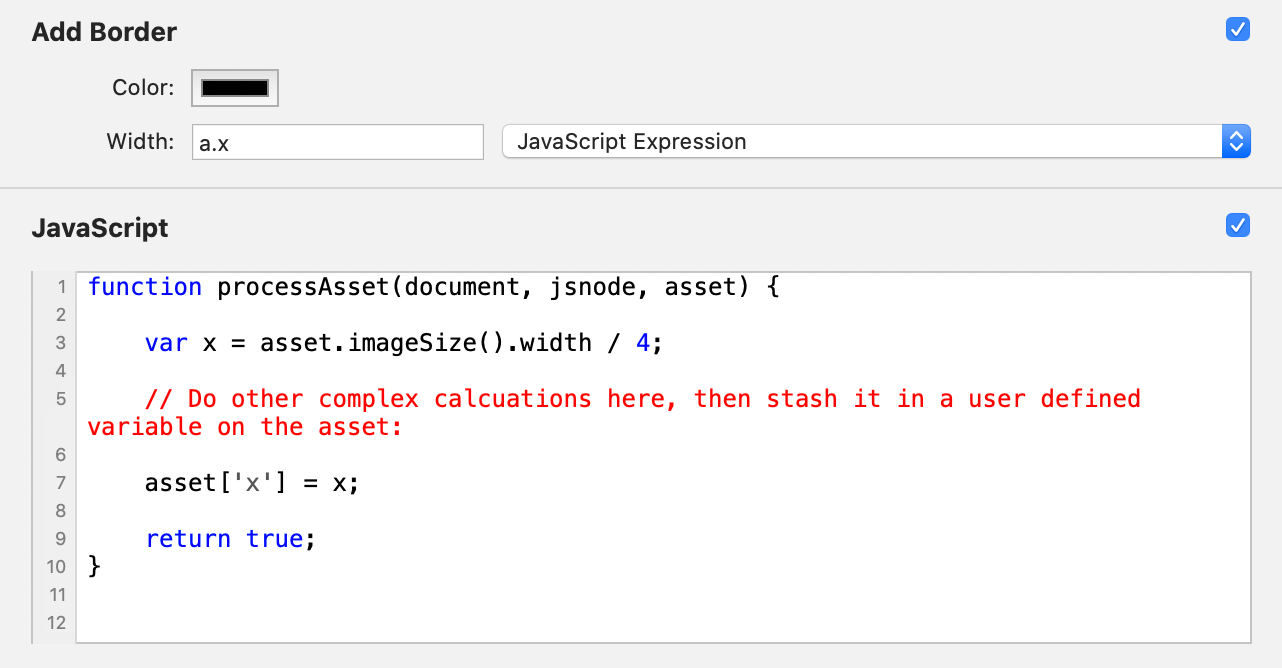 Add Border
Color:
Width: a.x JavaScript Expression
JavaScript
1 function processAsset(document, jsnode, asset) {
2
3 var x = asset.imageSize().width / 4;
4
5 // Do other complex calcuations here, then stash it in a user defined
variable on the asset:
6
7 asset['x'] = x;
8
9 return true;
10 }
11
12